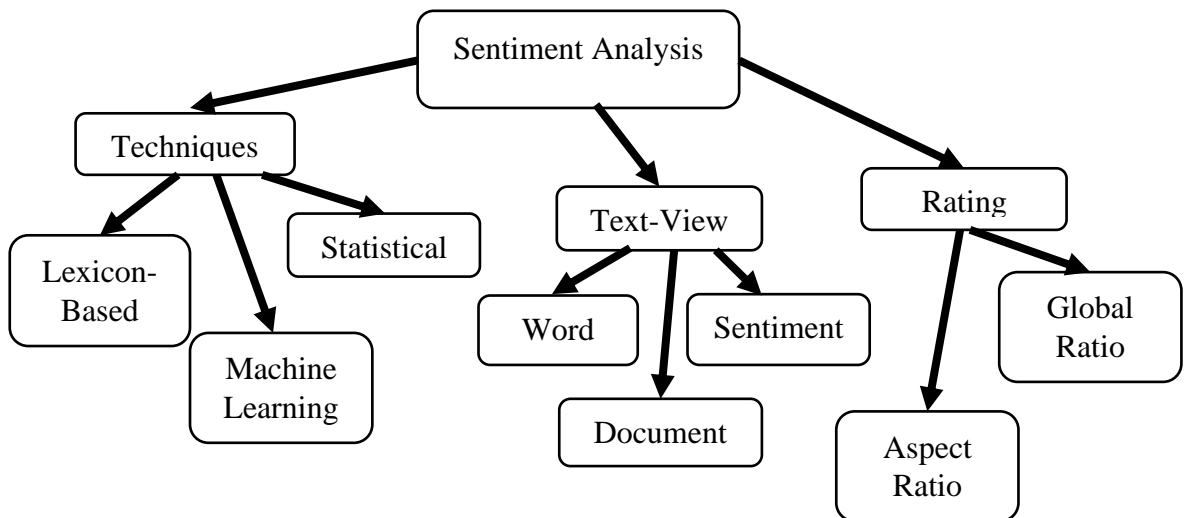 Sentiment Analysis
Techniques
Text-View
Rating
Lexicon-
Based
Machine
Learning
Statistical
Word
Document
Sentiment
Aspect
Ratio
Global
Ratio